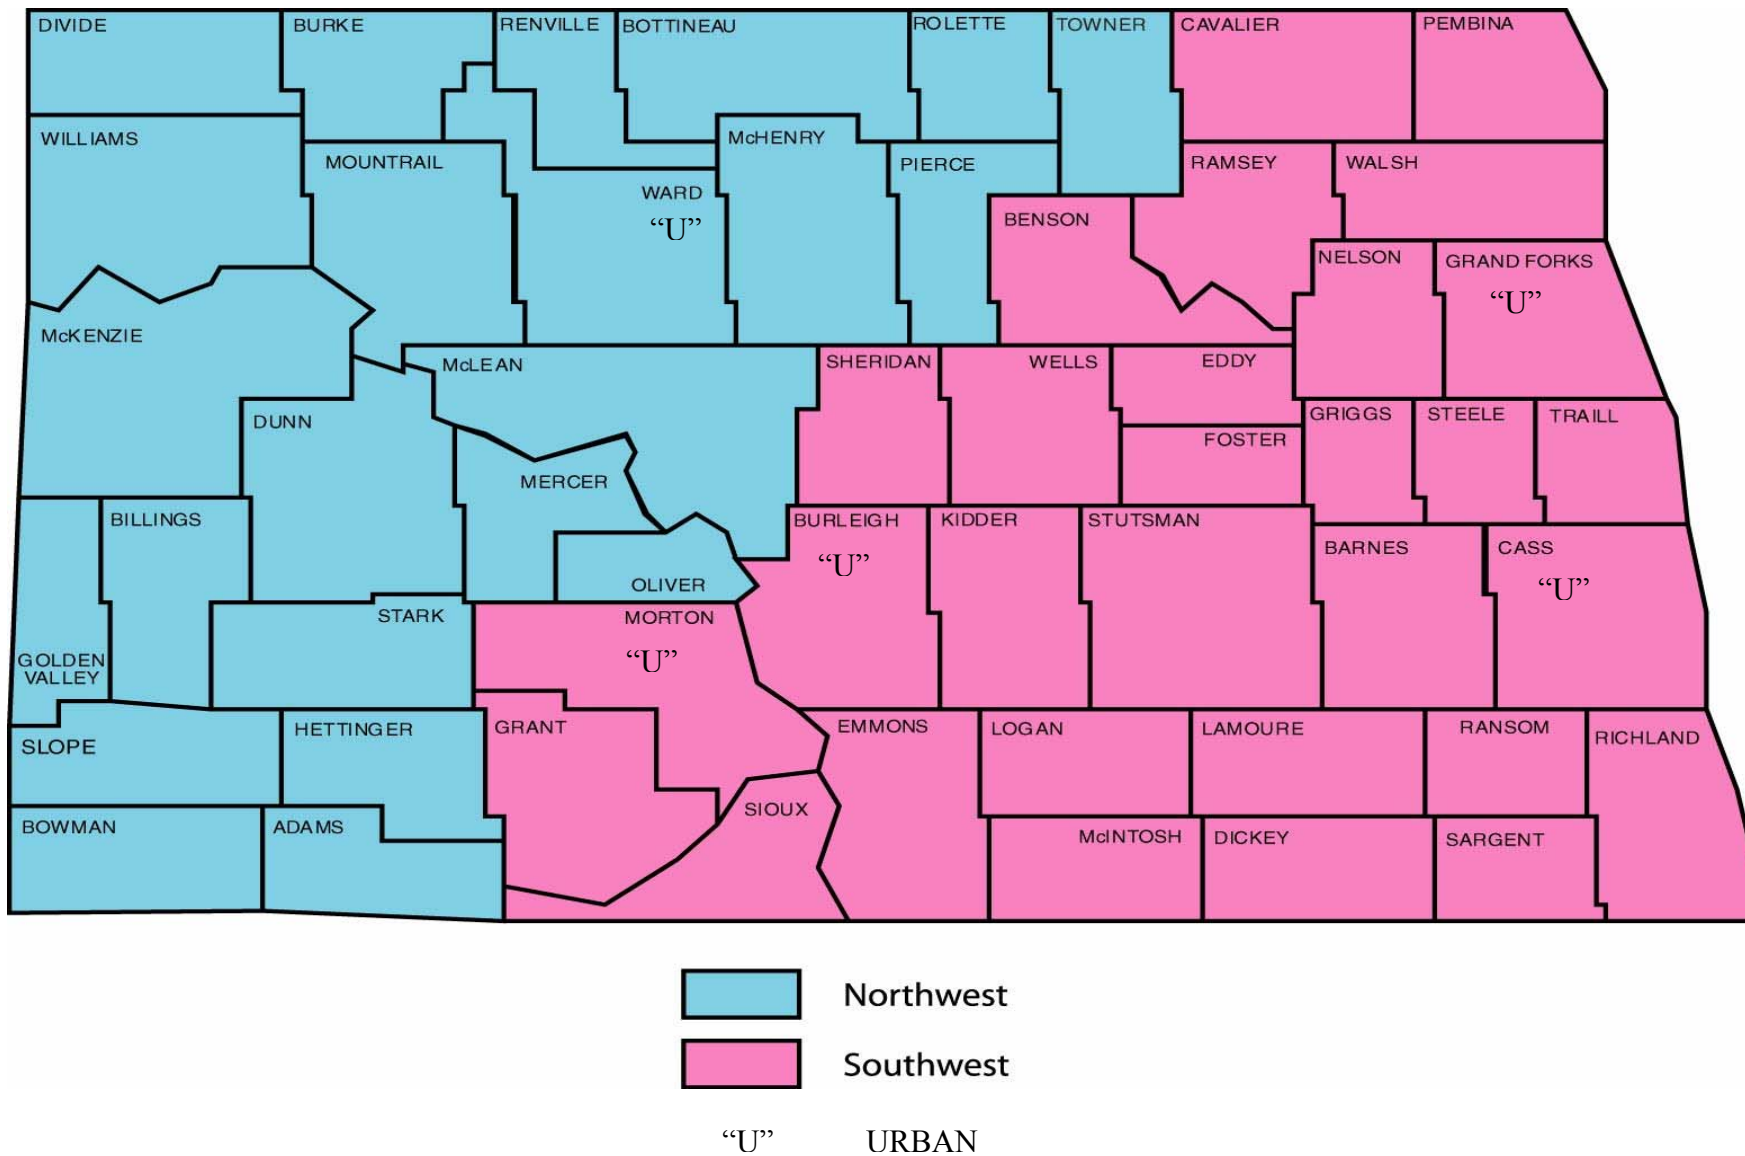 DIVIDE
BURKE
RENVILLE
BOTTINEAU
ROLETTE
TOWNER
CAVALIER
PEMBINA
WILLIAMS
MOUNTRAIL
WARD
“U”
McHENRY
PIERCE
RAMSEY
WALSH
BENSON
NELSON
GRAND FORKS
“U”
McKENZIE
McLEAN
SHERIDAN
WELLS
EDDY
DUNN
FOSTER
GRIGGS
STEELE
TRAILL
MERCER
BILLINGS
BURLEIGH
“U”
KIDDER
STUTSMAN
BARNES
CASS
“U”
OLIVER
STARK
MORTON
“U”
GOLDEN
VALLEY
SLOPE
HETTINGER
GRANT
EMMONS
LOGAN
LAMOURE
RANSOM
RICHLAND
SIOUX
BOWMAN
ADAMS
McINTOSH
DICKEY
SARGENT
Northwest
Southwest
“U” URBAN